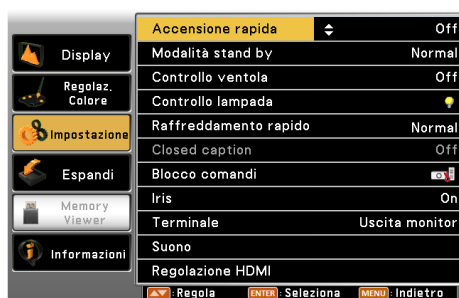 Display
Regolaz. Colore
Impostazione
Espandi
Memory Viewer
Informazioni
Accensione rapida Off
Modalità stand by Normal
Controllo ventola Off
Controllo lampada
Raffreddamento rapido Normal
Closed caption Off
Blocco comandi
Iris On
Terminale Uscita monitor
Suono
Regolazione HDMI
:Regola ENTER :Seleziona MENU :Indietro